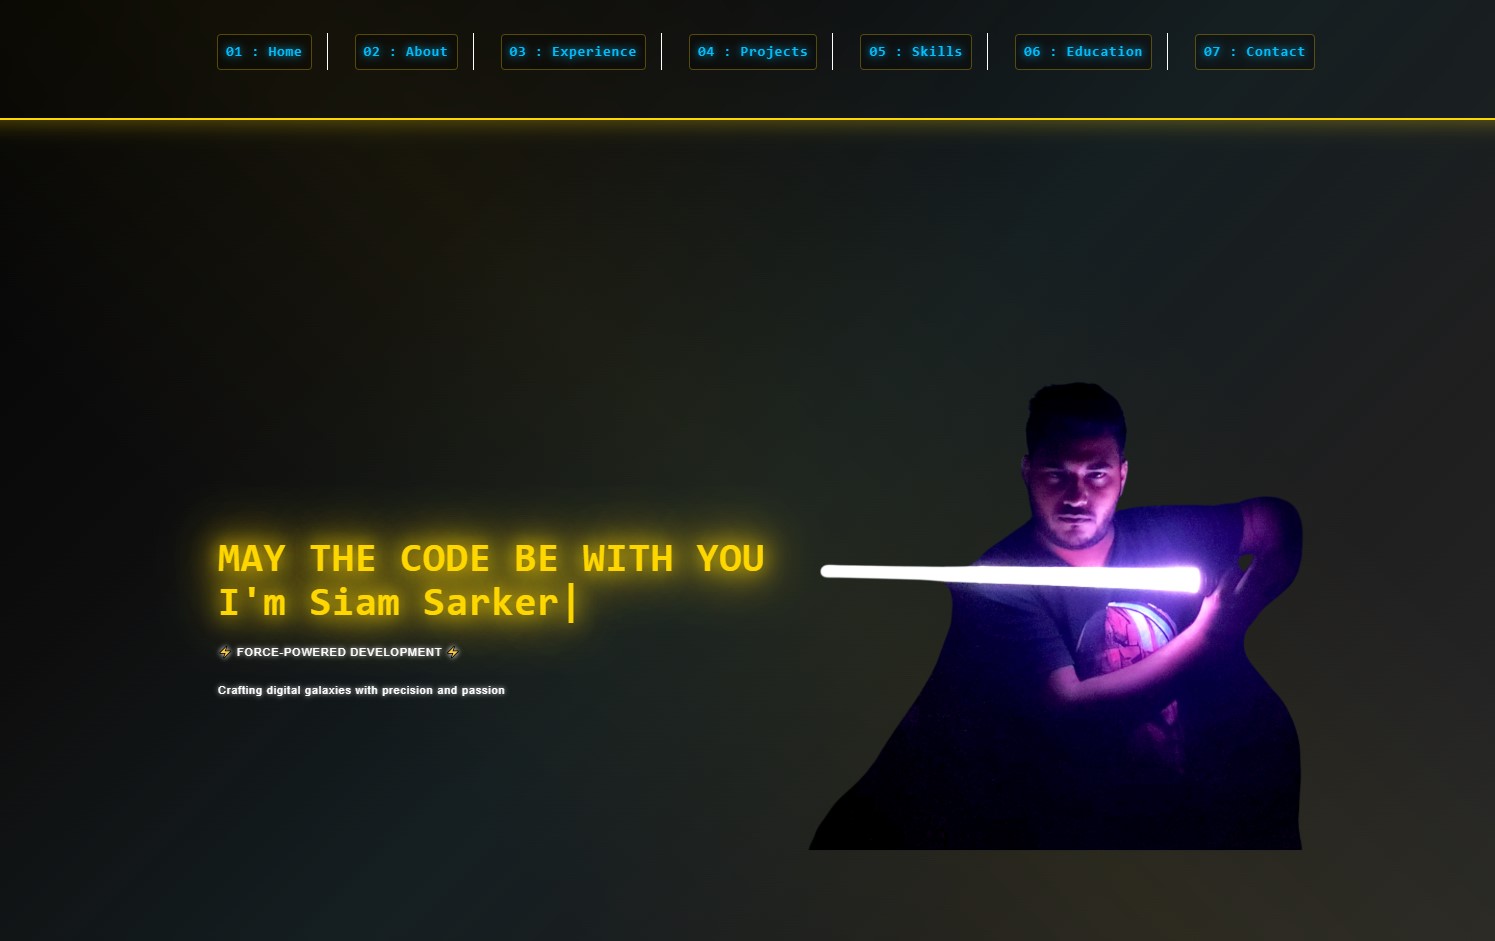 01 : Home
02 : About
03 : Experience
04 : Projects
05 : Skills
06 : Education
07 : Contact
MAY THE CODE BE WITH YOU
I'm Siam Sarker|
⚡ FORCE-POWERED DEVELOPMENT ⚡
Crafting digital galaxies with precision and passion